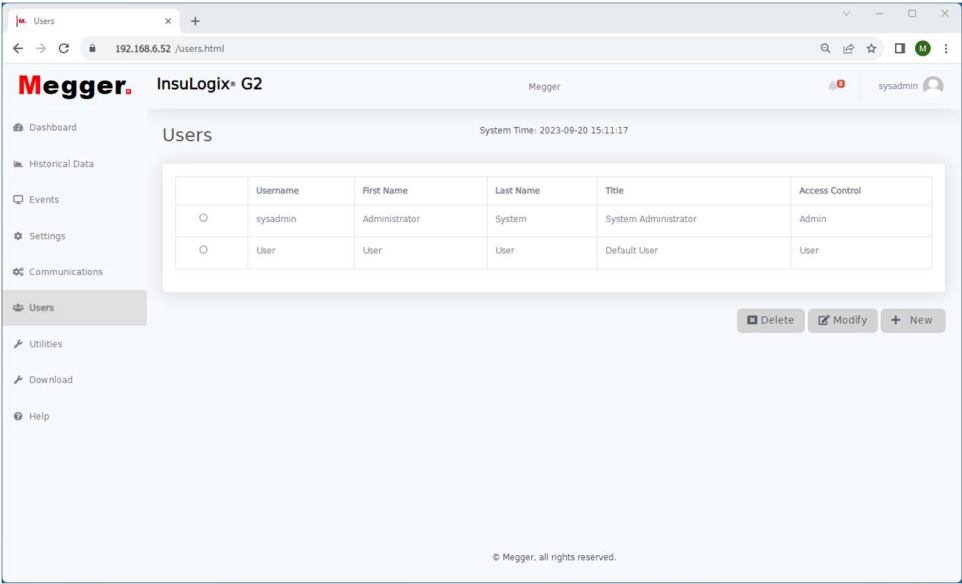 M. Users
192.168.6.52 /users.html
M
Megger. InsuLogix® G2 Megger 3 sysadmin
Dashboard
Historical Data
Events
Settings
Communications
Users
Utilities
Download
Help
Users System Time: 2023-09-20 15:11:17
Username First Name Last Name Title Access Control
sysadmin Administrator System System Administrator Admin
User User User Default User User
Delete Modify New
© Megger, all rights reserved.